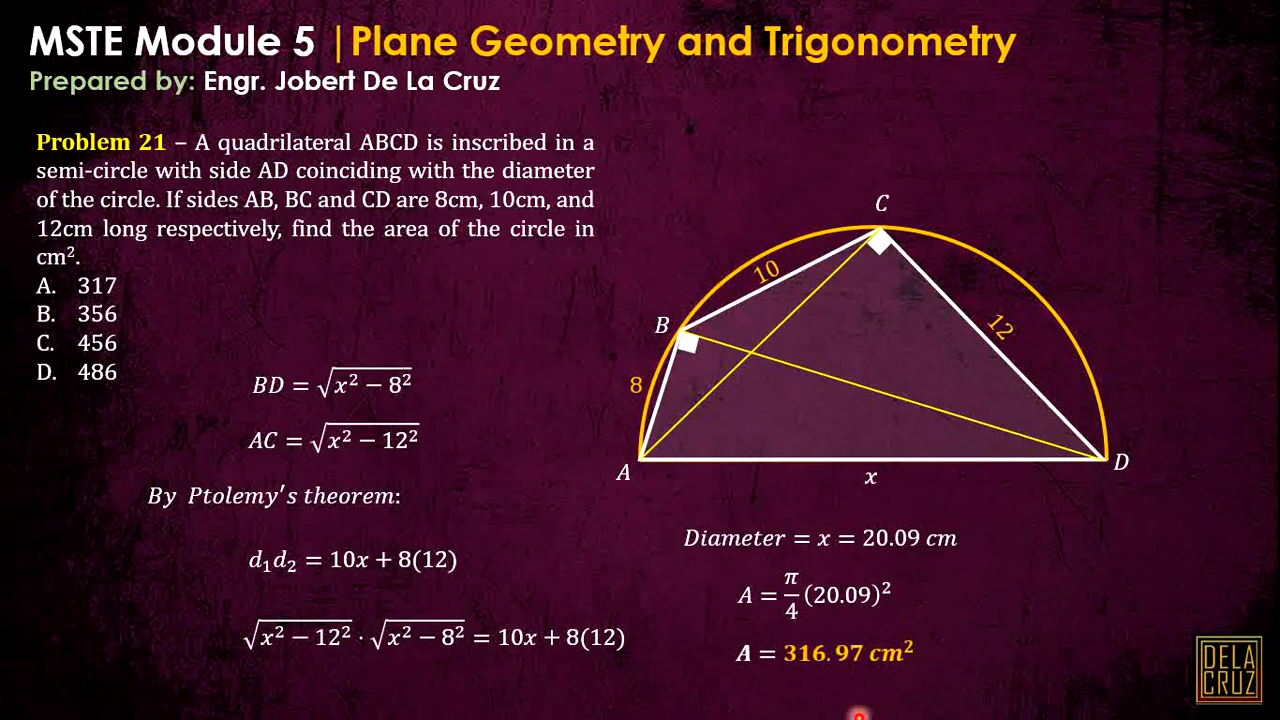 MSTE Module 5 | Plane Geometry and Trigonometry
Prepared by: Engr. Jobert De La Cruz
Problem 21 – A quadrilateral ABCD is inscribed in a
semi-circle with side AD coinciding with the diameter
of the circle. If sides AB, BC and CD are 8cm, 10cm, and
12cm long respectively, find the area of the circle in
cm².
A. 317
B. 356
C. 456
D. 486
BD = √(x² − 8²)
AC = √(x² − 12²)
By Ptolemy's theorem:
d₁d₂ = 10x + 8(12)
√(x² − 12²) · √(x² − 8²) = 10x + 8(12)
C
10
B
12
8
A
D
x
Diameter = x = 20.09 cm
A = π/4 (20.09)²
A = 316.97 cm²
DELA
CRUZ